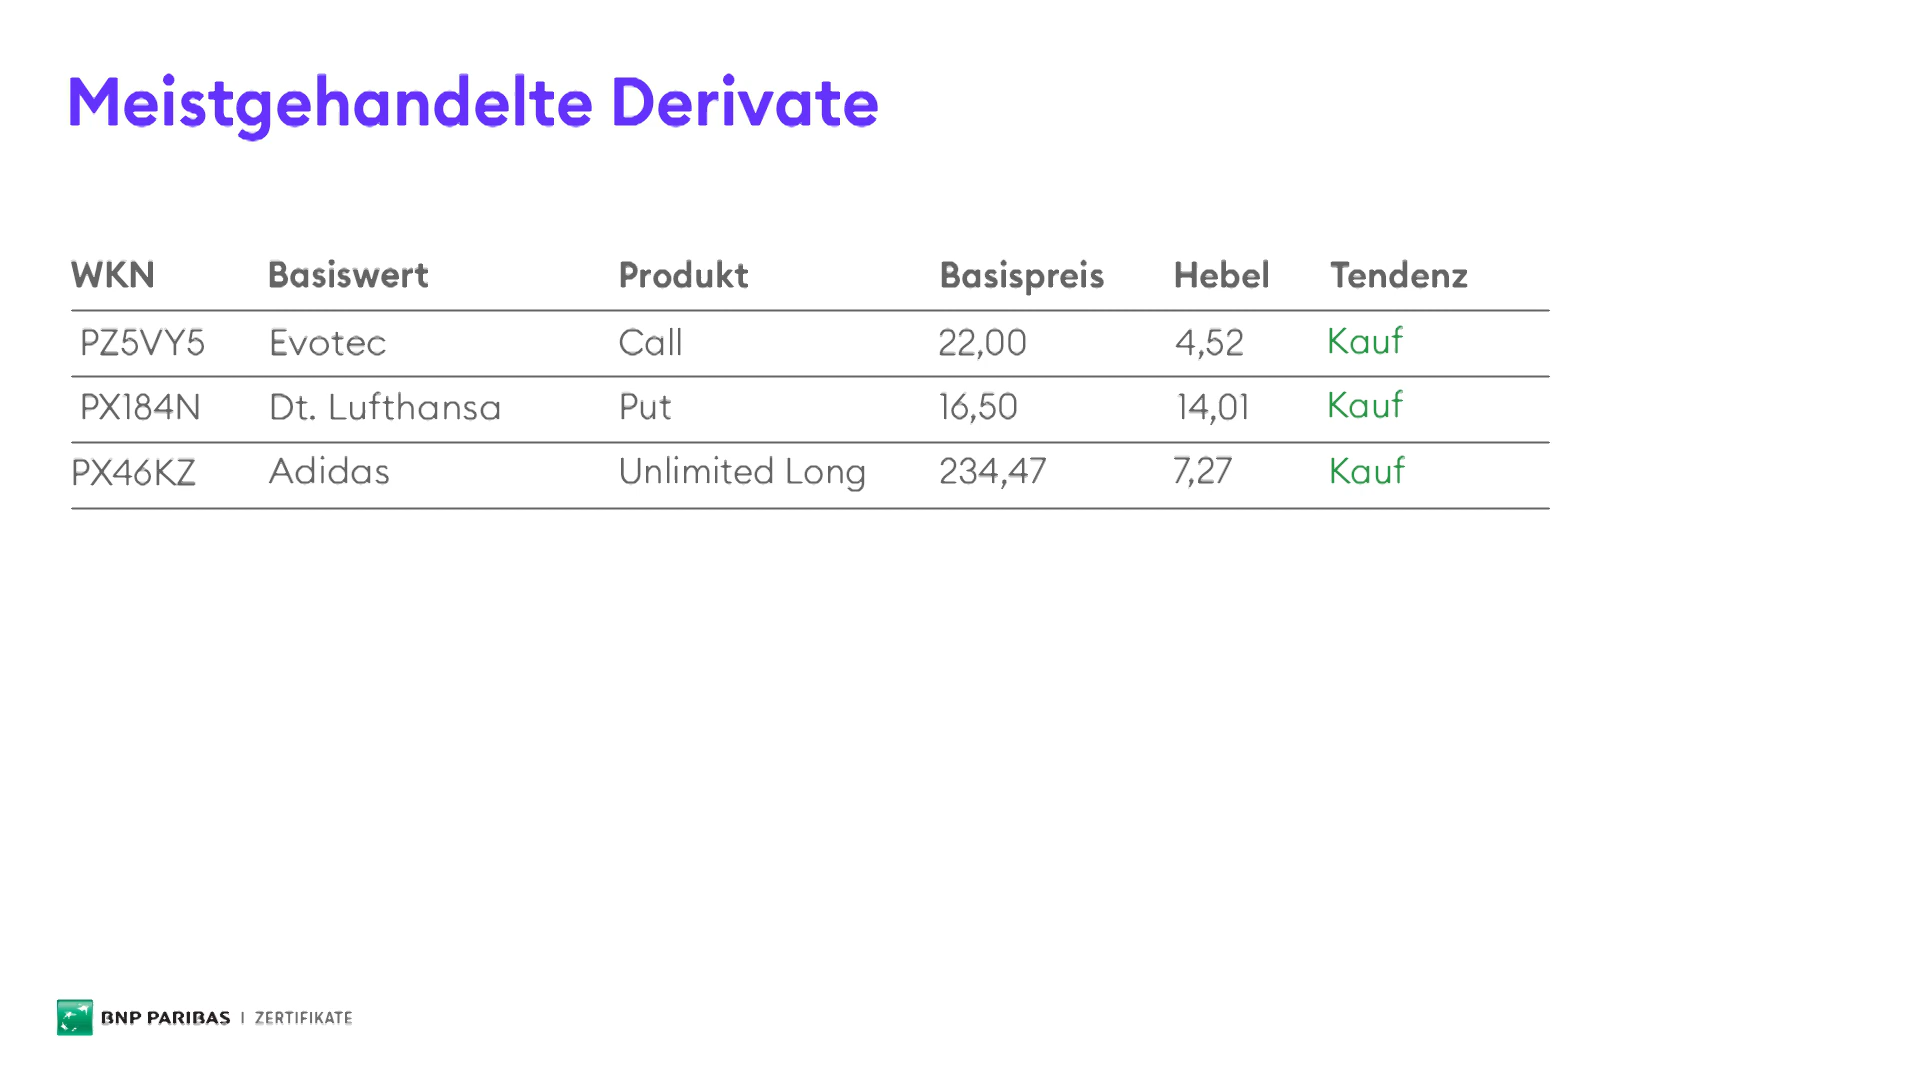 Meistgehandelte Derivate
WKN Basiswert Produkt Basispreis Hebel Tendenz
PZ5VY5 Evotec Call 22,00 4,52 Kauf
PX184N Dt. Lufthansa Put 16,50 14,01 Kauf
PX46KZ Adidas Unlimited Long 234,47 7,27 Kauf
BNP PARIBAS | ZERTIFIKATE